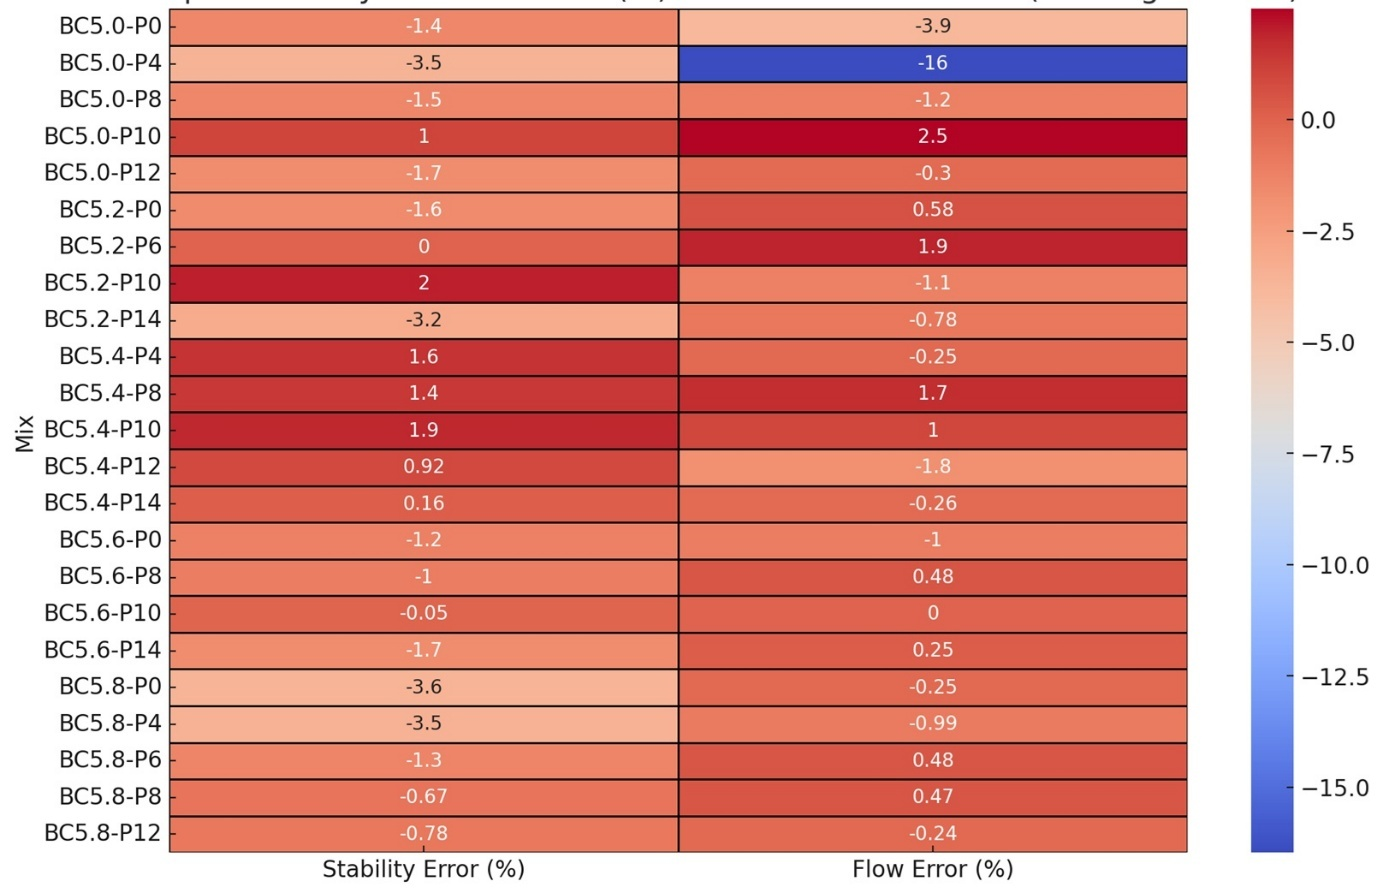 BC5.0-P0 -1.4 -3.9
BC5.0-P4 -3.5 -16
BC5.0-P8 -1.5 -1.2
BC5.0-P10 1 2.5
BC5.0-P12 -1.7 -0.3
BC5.2-P0 -1.6 0.58
BC5.2-P6 0 1.9
BC5.2-P10 2 -1.1
BC5.2-P14 -3.2 -0.78
BC5.4-P4 1.6 -0.25
BC5.4-P8 1.4 1.7
BC5.4-P10 1.9 1
BC5.4-P12 0.92 -1.8
BC5.4-P14 0.16 -0.26
BC5.6-P0 -1.2 -1
BC5.6-P8 -1 0.48
BC5.6-P10 -0.05 0
BC5.6-P14 -1.7 0.25
BC5.8-P0 -3.6 -0.25
BC5.8-P4 -3.5 -0.99
BC5.8-P6 -1.3 0.48
BC5.8-P8 -0.67 0.47
BC5.8-P12 -0.78 -0.24
Mix
Stability Error (%) Flow Error (%)
0.0
−2.5
−5.0
−7.5
−10.0
−12.5
−15.0